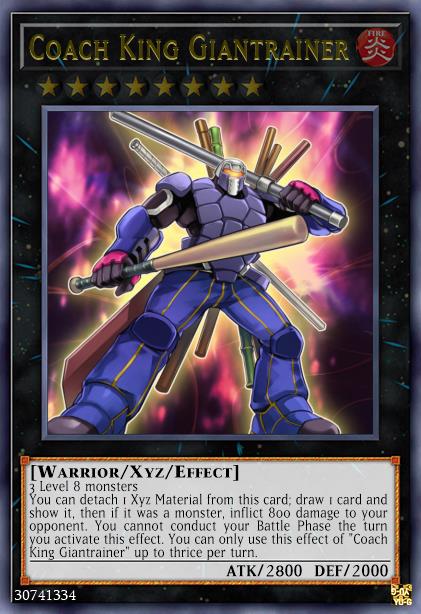 Coach King Giantrainer
FIRE
炎
[Warrior/Xyz/Effect]
3 Level 8 monsters
You can detach 1 Xyz Material from this card; draw 1 card and
show it, then if it was a monster, inflict 800 damage to your
opponent. You cannot conduct your Battle Phase the turn
you activate this effect. You can only use this effect of "Coach
King Giantrainer" up to thrice per turn.
ATK/2800 DEF/2000
30741334